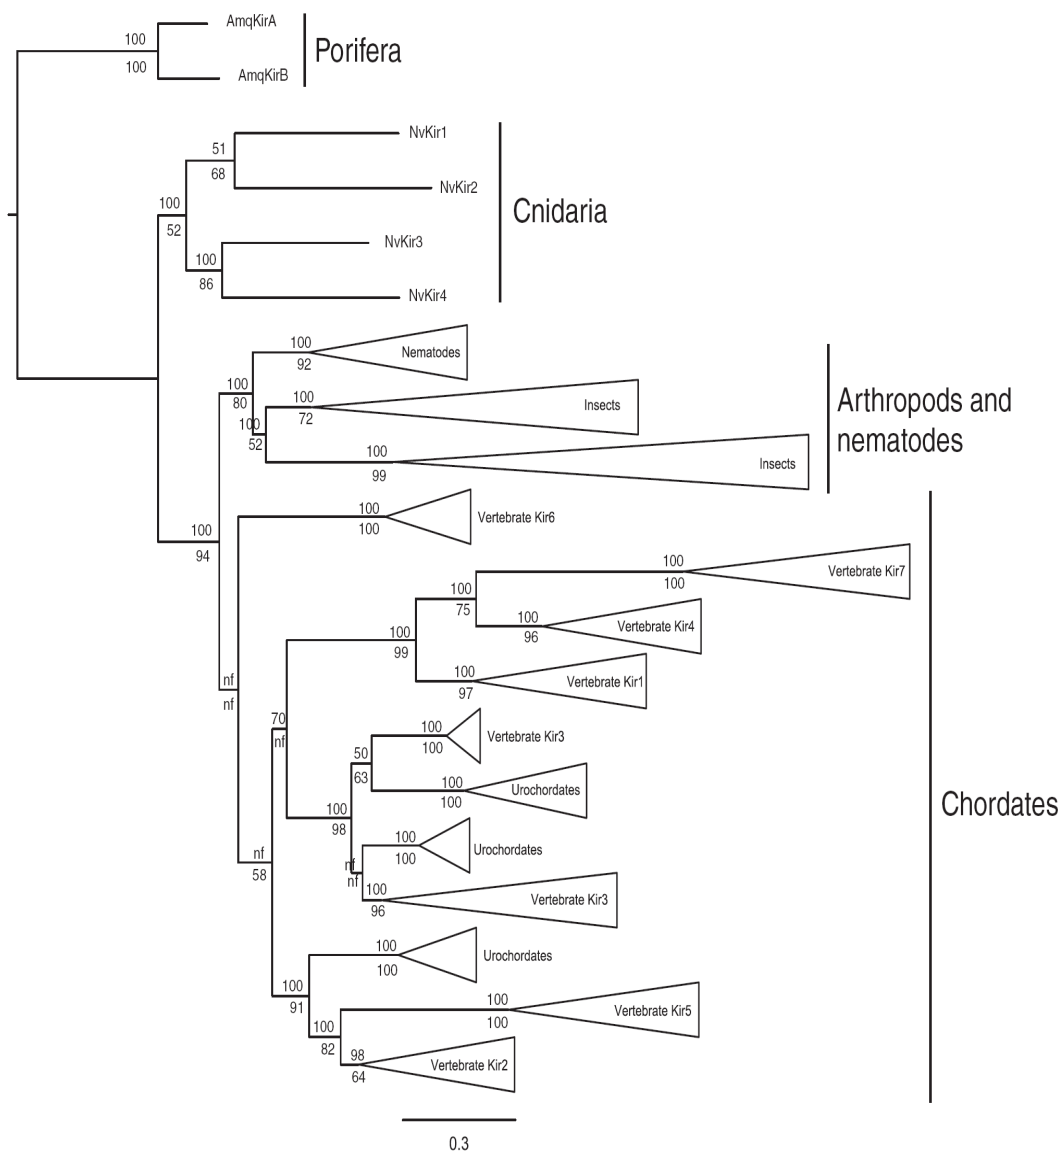 AmqKirA
100
Porifera
100
AmqKirB
NvKir1
51
68
NvKir2
100
Cnidaria
52
NvKir3
100
86
NvKir4
100
Nematodes
92
100
80
100
Insects
72
Arthropods and
nematodes
100
52
100
Insects
99
100
Vertebrate Kir6
100
100
94
100
Vertebrate Kir7
100
100
75
100
Vertebrate Kir4
96
100
99
100
Vertebrate Kir1
97
nf
nf
70
nf
100
Vertebrate Kir3
100
50
63
100
Urochordates
100
100
98
Chordates
100
Urochordates
100
nf
nf
nf
58
100
Vertebrate Kir3
96
100
Urochordates
100
100
91
100
Vertebrate Kir5
100
100
82
98
Vertebrate Kir2
64
0.3